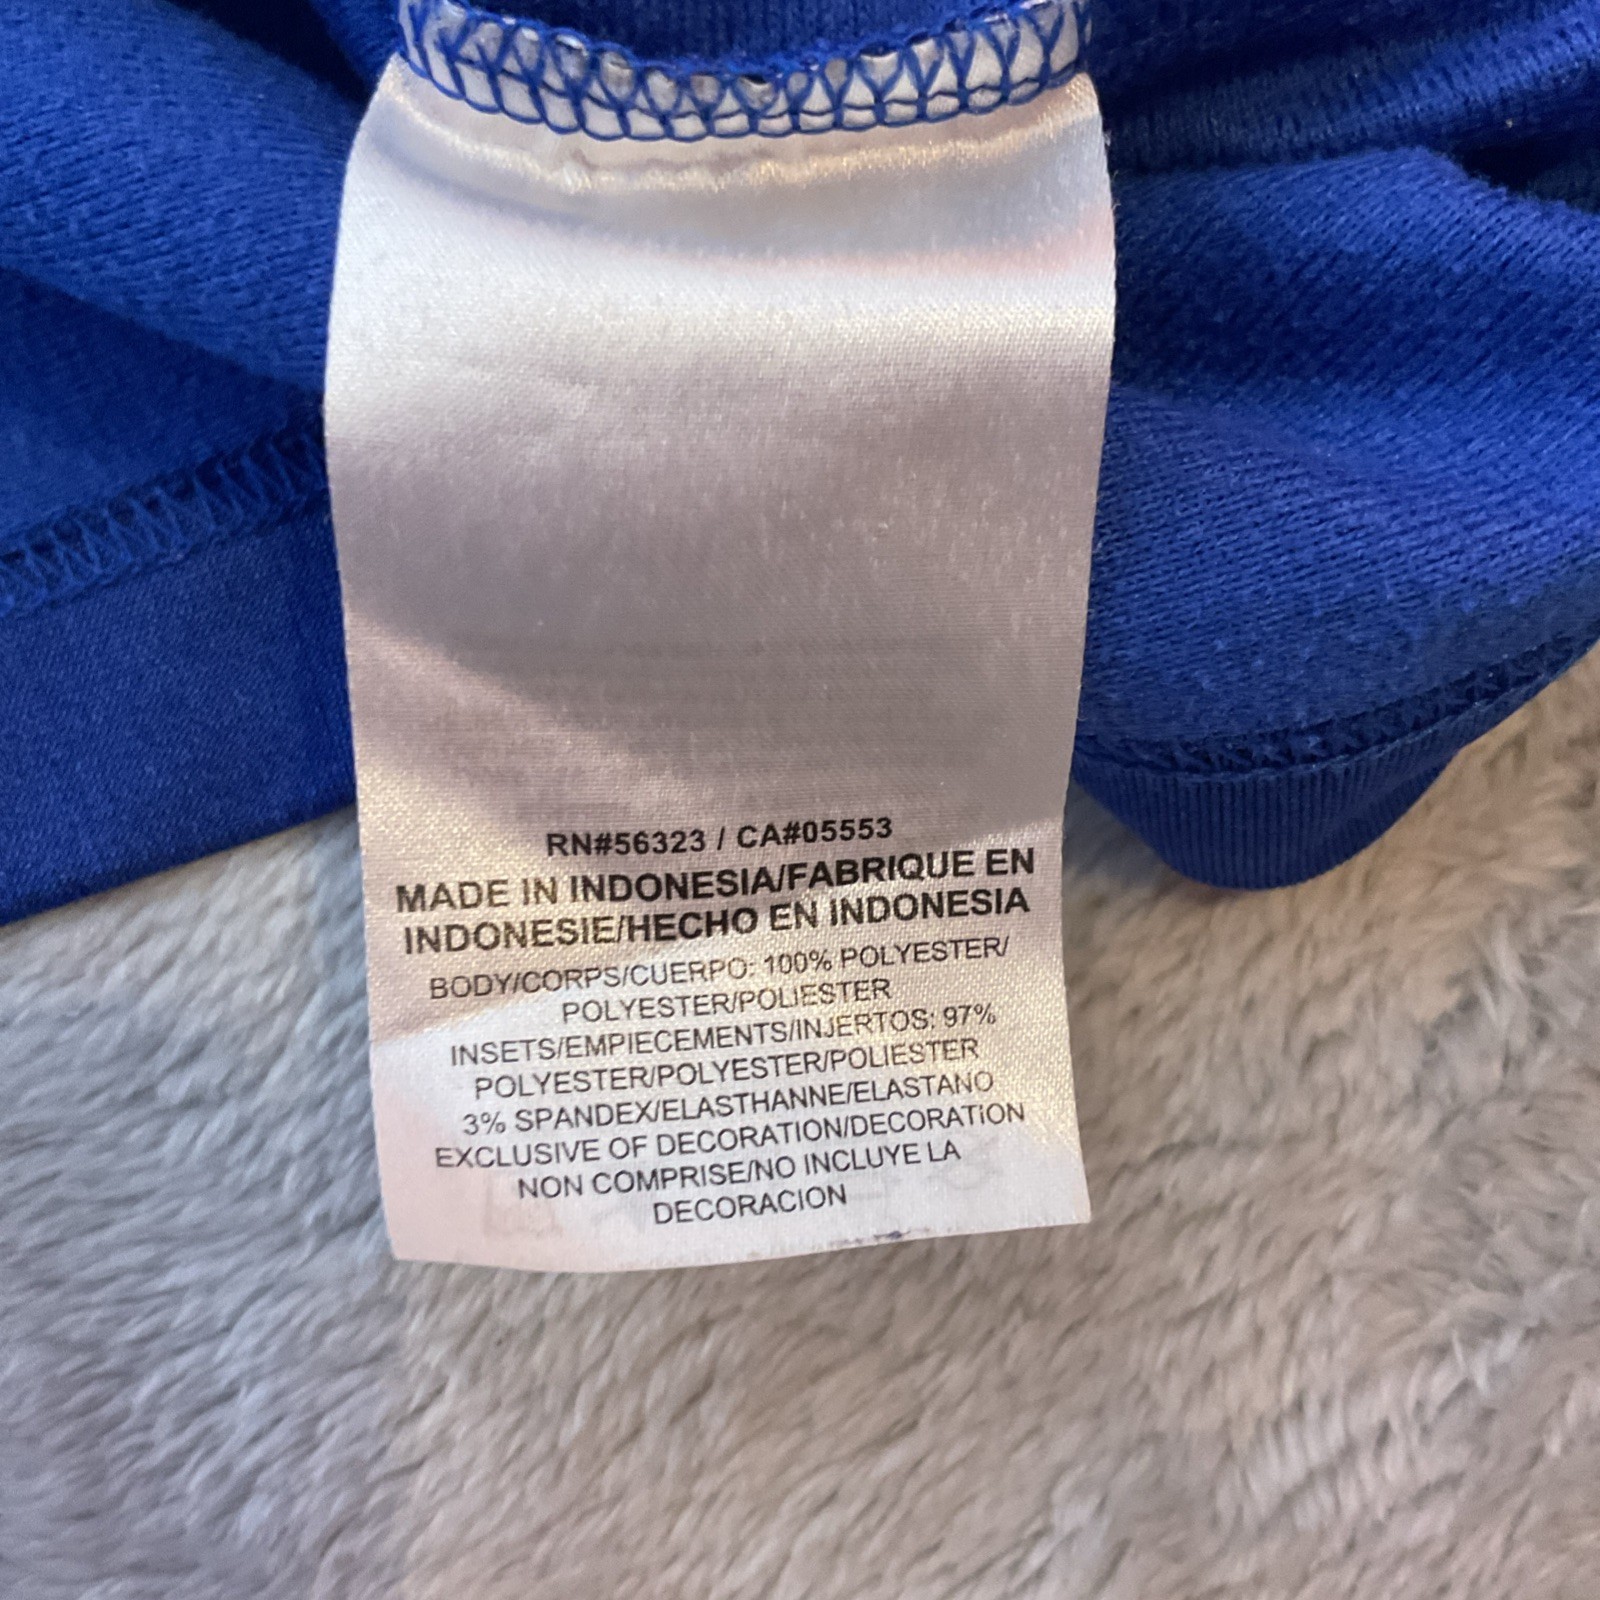 RN#56323 / CA#05553
MADE IN INDONESIA/FABRIQUE EN
INDONESIE/HECHO EN INDONESIA
BODY/CORPS/CUERPO: 100% POLYESTER/
POLYESTER/POLIESTER
INSETS/EMPIECEMENTS/INJERTOS: 97%
POLYESTER/POLYESTER/POLIESTER
3% SPANDEX/ELASTHANNE/ELASTANO
EXCLUSIVE OF DECORATION/DECORATION
NON COMPRISE/NO INCLUYE LA
DECORACION